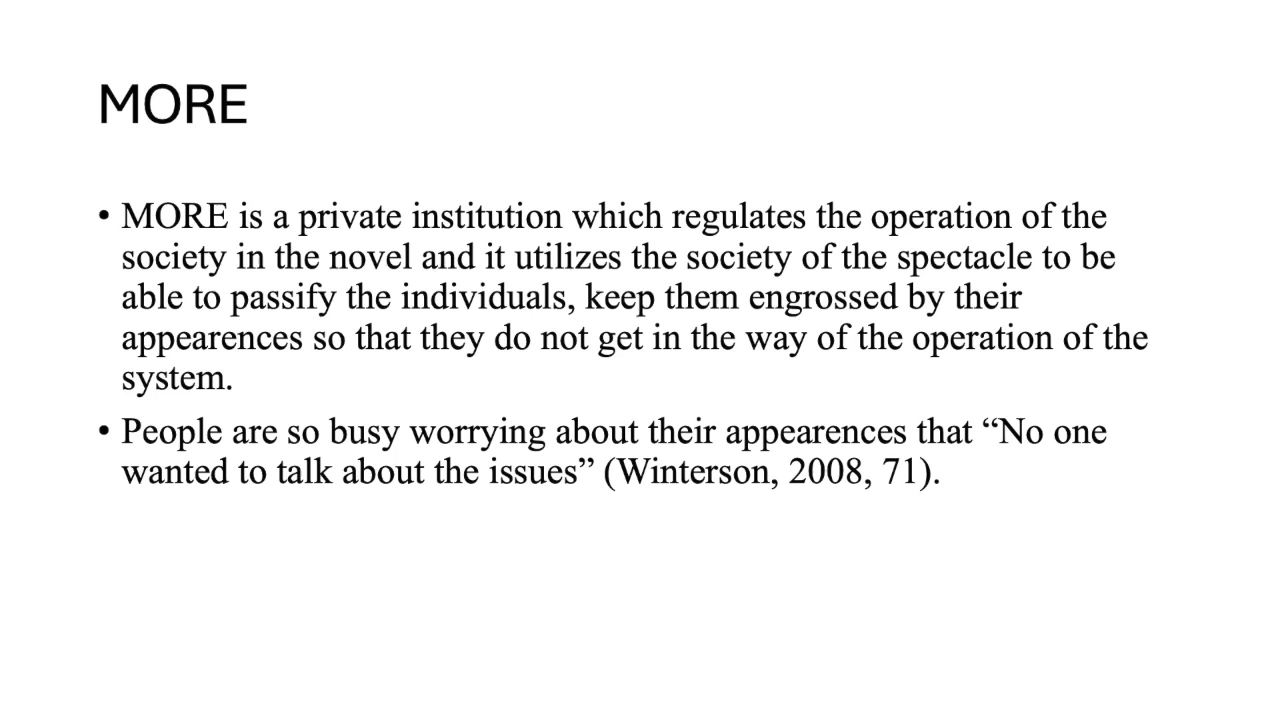 MORE
• MORE is a private institution which regulates the operation of the
society in the novel and it utilizes the society of the spectacle to be
able to passify the individuals, keep them engrossed by their
appearences so that they do not get in the way of the operation of the
system.
• People are so busy worrying about their appearences that “No one
wanted to talk about the issues” (Winterson, 2008, 71).